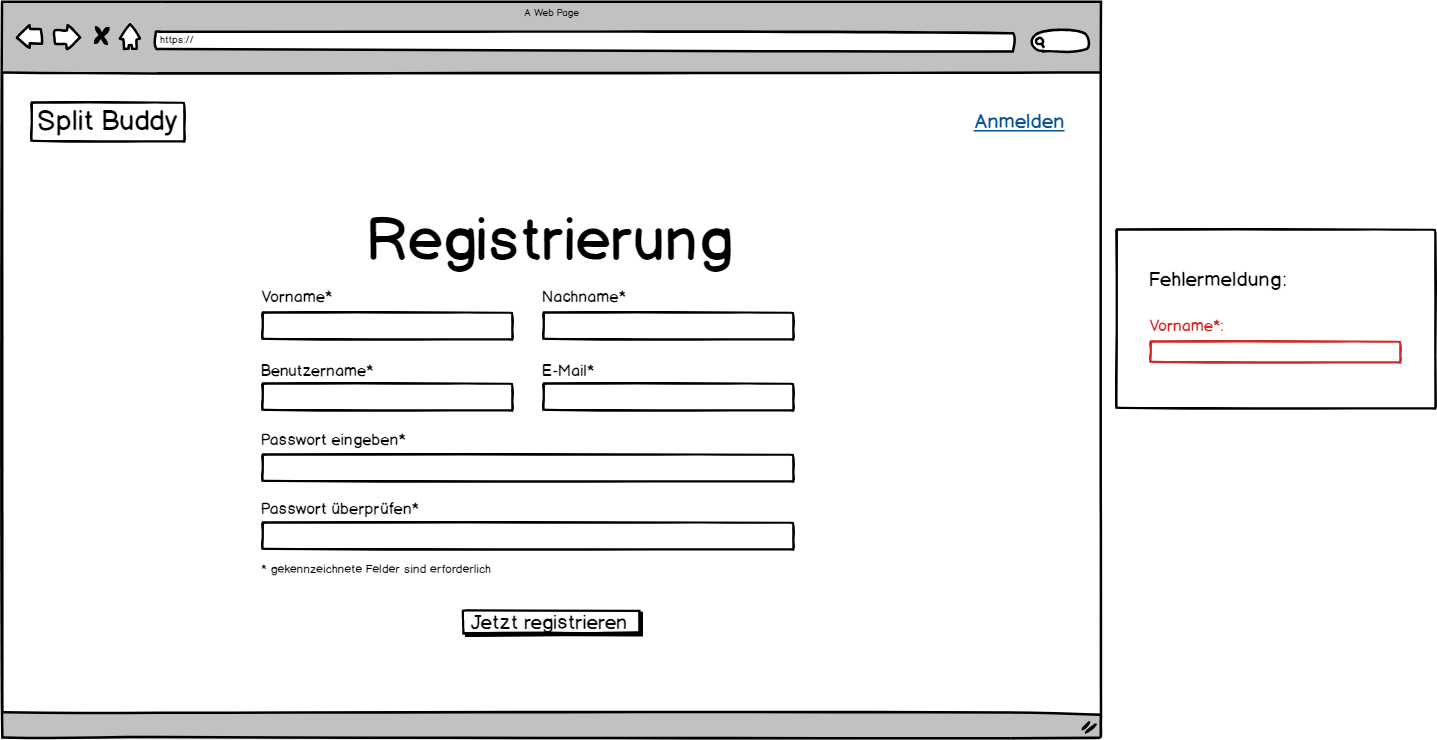 A Web Page
https://
Split Buddy
Anmelden
Registrierung
Vorname*
Nachname*
Benutzername*
E-Mail*
Passwort eingeben*
Passwort überprüfen*
* gekennzeichnete Felder sind erforderlich
Jetzt registrieren
Fehlermeldung:
Vorname*: